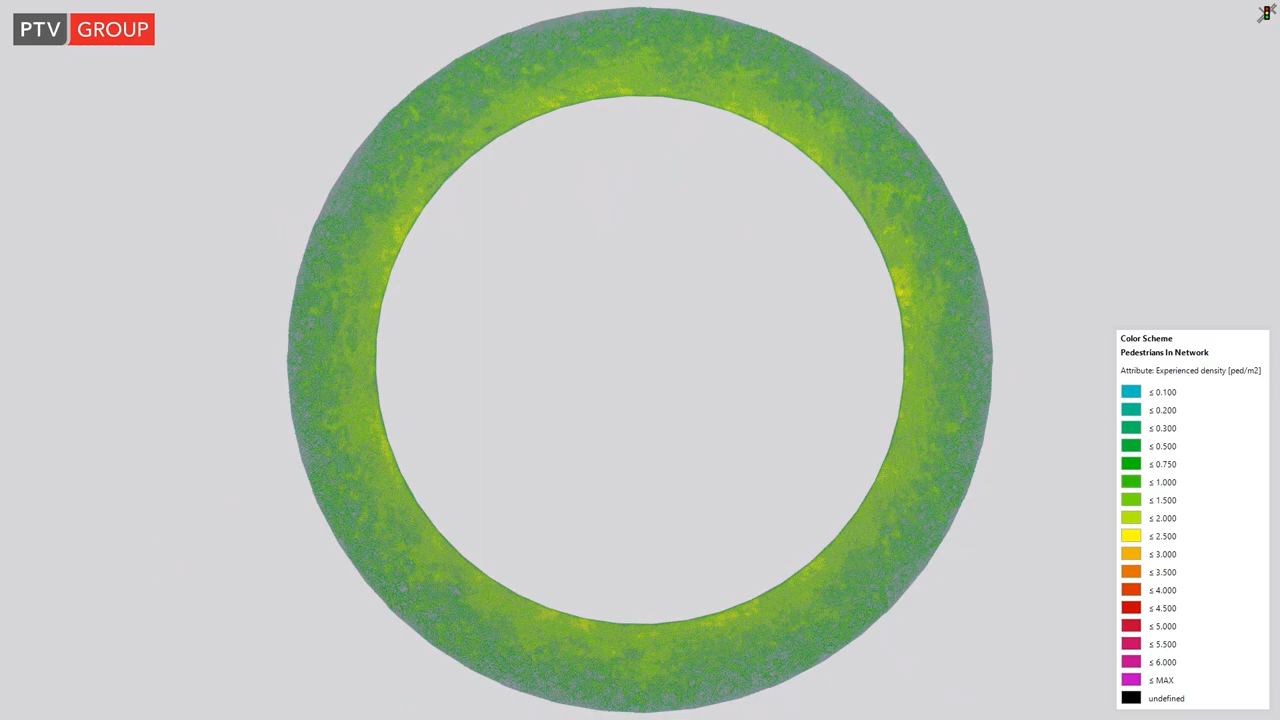 PTV GROUP
Color Scheme
Pedestrians In Network
Attribute: Experienced density [ped/m2]
≤ 0.100
≤ 0.200
≤ 0.300
≤ 0.500
≤ 0.750
≤ 1.000
≤ 1.500
≤ 2.000
≤ 2.500
≤ 3.000
≤ 3.500
≤ 4.000
≤ 4.500
≤ 5.000
≤ 5.500
≤ 6.000
≤ MAX
undefined